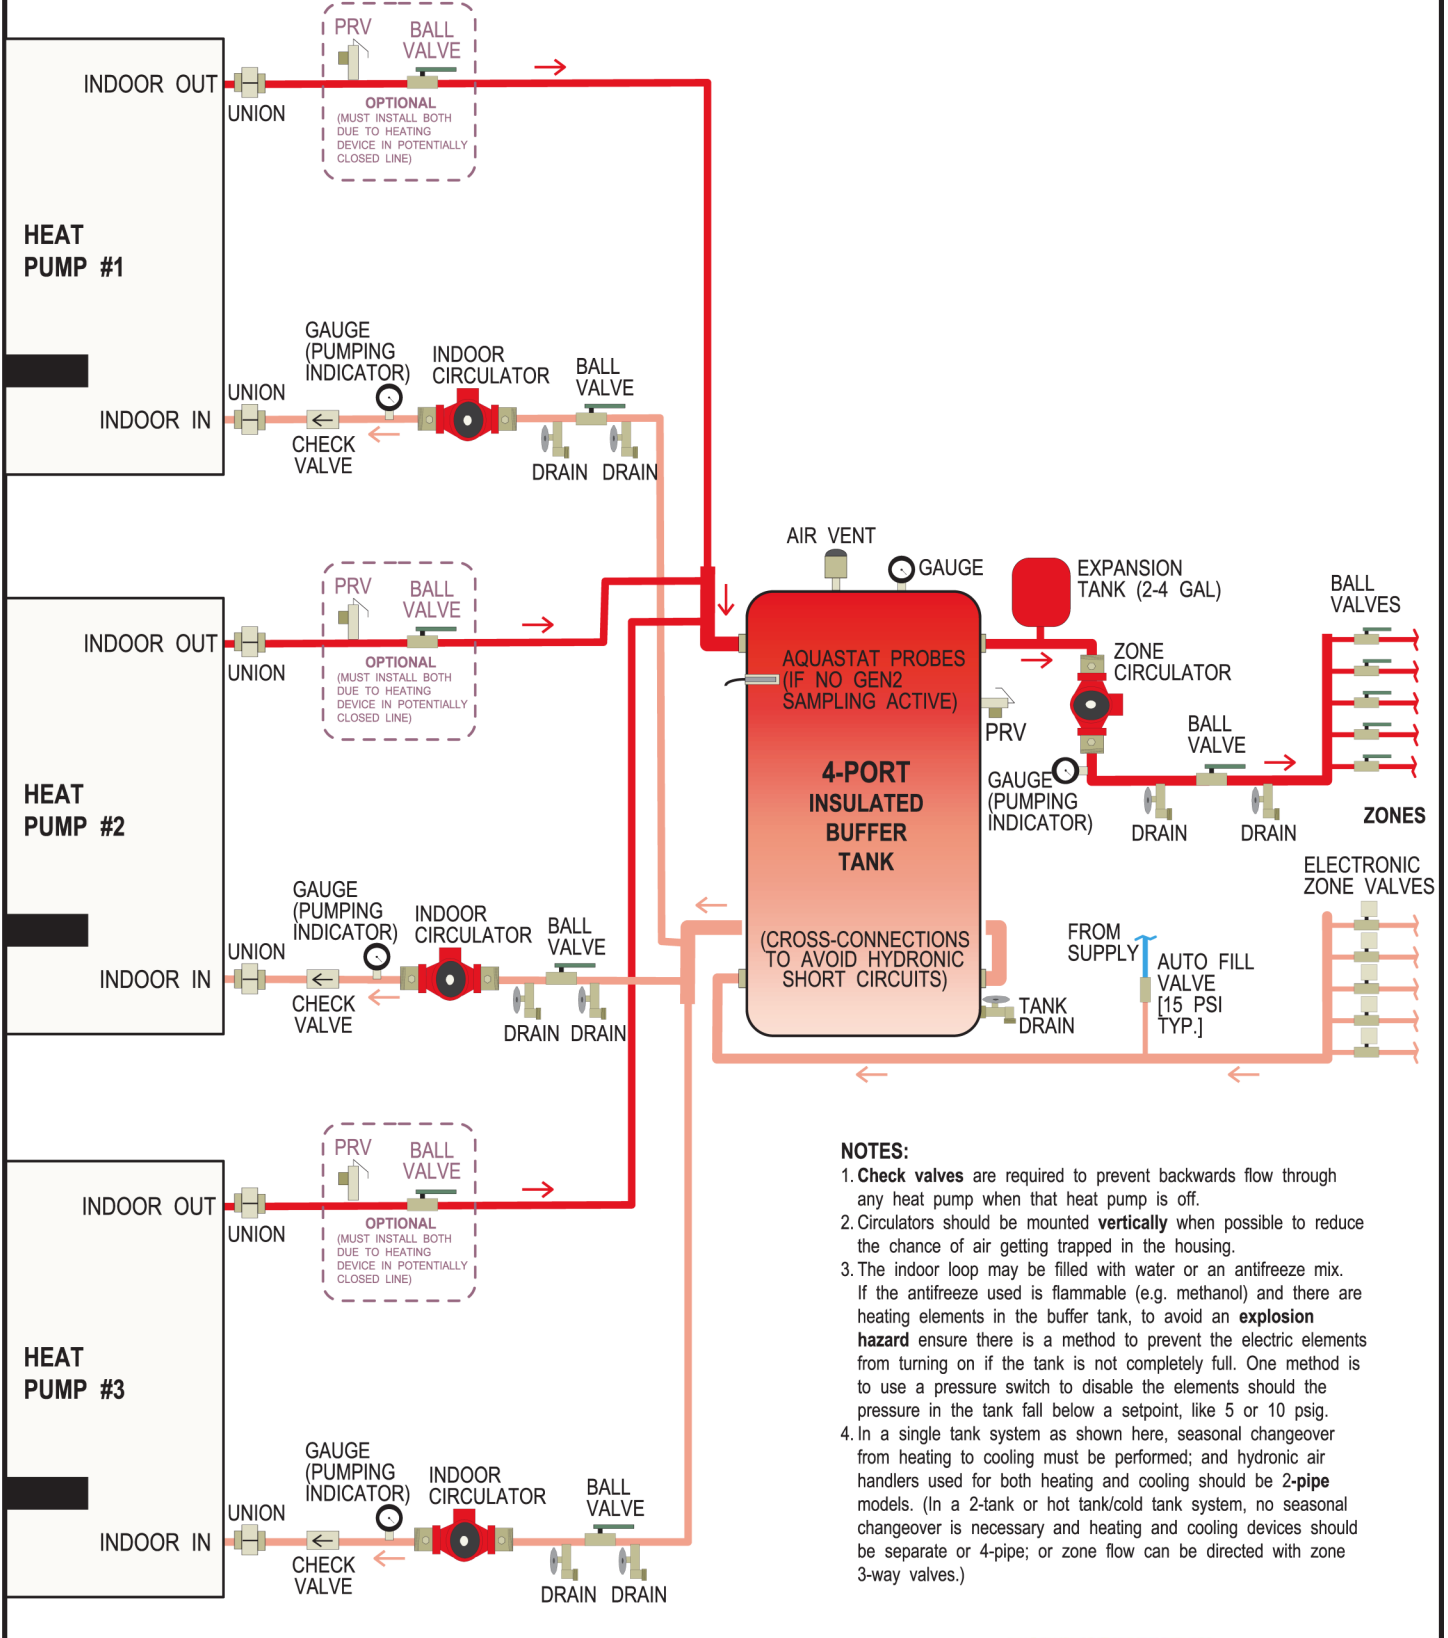 PRV
BALL
VALVE
INDOOR OUT
UNION
OPTIONAL
(MUST INSTALL BOTH
DUE TO HEATING
DEVICE IN POTENTIALLY
CLOSED LINE)
HEAT
PUMP #1
GAUGE
(PUMPING
INDICATOR)
INDOOR
CIRCULATOR
BALL
VALVE
UNION
INDOOR IN
CHECK
VALVE
DRAIN
DRAIN
PRV
BALL
VALVE
INDOOR OUT
UNION
OPTIONAL
(MUST INSTALL BOTH
DUE TO HEATING
DEVICE IN POTENTIALLY
CLOSED LINE)
HEAT
PUMP #2
GAUGE
(PUMPING
INDICATOR)
INDOOR
CIRCULATOR
BALL
VALVE
UNION
INDOOR IN
CHECK
VALVE
DRAIN
DRAIN
PRV
BALL
VALVE
INDOOR OUT
UNION
OPTIONAL
(MUST INSTALL BOTH
DUE TO HEATING
DEVICE IN POTENTIALLY
CLOSED LINE)
HEAT
PUMP #3
GAUGE
(PUMPING
INDICATOR)
INDOOR
CIRCULATOR
BALL
VALVE
UNION
INDOOR IN
CHECK
VALVE
DRAIN
DRAIN
AIR VENT
GAUGE
EXPANSION
TANK (2-4 GAL)
BALL
VALVES
AQUASTAT PROBES
(IF NO GEN2
SAMPLING ACTIVE)
ZONE
CIRCULATOR
PRV
BALL
VALVE
4-PORT
INSULATED
BUFFER
TANK
GAUGE
(PUMPING
INDICATOR)
DRAIN
DRAIN
ZONES
ELECTRONIC
ZONE VALVES
(CROSS-CONNECTIONS
TO AVOID HYDRONIC
SHORT CIRCUITS)
FROM
SUPPLY
AUTO FILL
VALVE
[15 PSI
TYP.]
TANK
DRAIN
NOTES:
1. Check valves are required to prevent backwards flow through
any heat pump when that heat pump is off.
2. Circulators should be mounted vertically when possible to reduce
the chance of air getting trapped in the housing.
3. The indoor loop may be filled with water or an antifreeze mix.
If the antifreeze used is flammable (e.g. methanol) and there are
heating elements in the buffer tank, to avoid an explosion
hazard ensure there is a method to prevent the electric elements
from turning on if the tank is not completely full. One method is
to use a pressure switch to disable the elements should the
pressure in the tank fall below a setpoint, like 5 or 10 psig.
4. In a single tank system as shown here, seasonal changeover
from heating to cooling must be performed; and hydronic air
handlers used for both heating and cooling should be 2-pipe
models. (In a 2-tank or hot tank/cold tank system, no seasonal
changeover is necessary and heating and cooling devices should
be separate or 4-pipe; or zone flow can be directed with zone
3-way valves.)